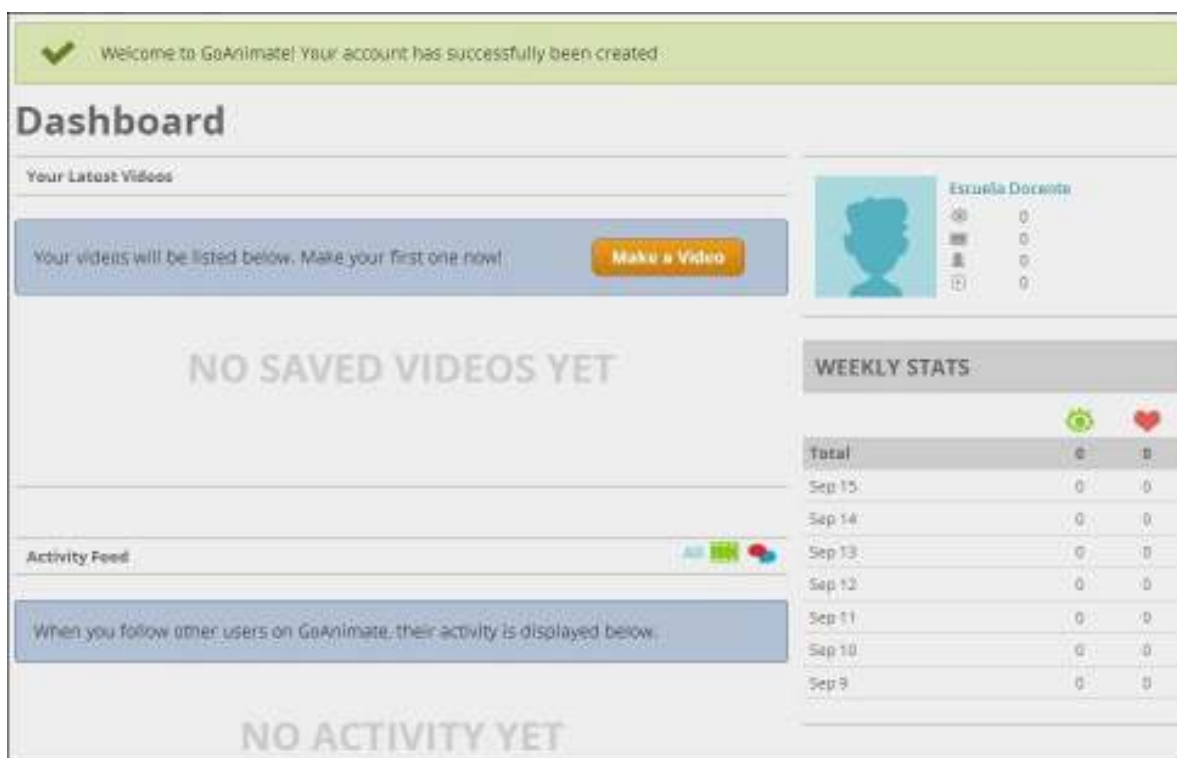 Welcome to GoAnimate! Your account has successfully been created
Dashboard
Your Latest Videos
Your videos will be listed below. Make your first one now!
Make a Video
NO SAVED VIDEOS YET
Activity Feed
All
When you follow other users on GoAnimate, their activity is displayed below.
NO ACTIVITY YET
Escuela Docente
0
0
0
0
WEEKLY STATS
Total 0 0
Sep 15 0 0
Sep 14 0 0
Sep 13 0 0
Sep 12 0 0
Sep 11 0 0
Sep 10 0 0
Sep 9 0 0